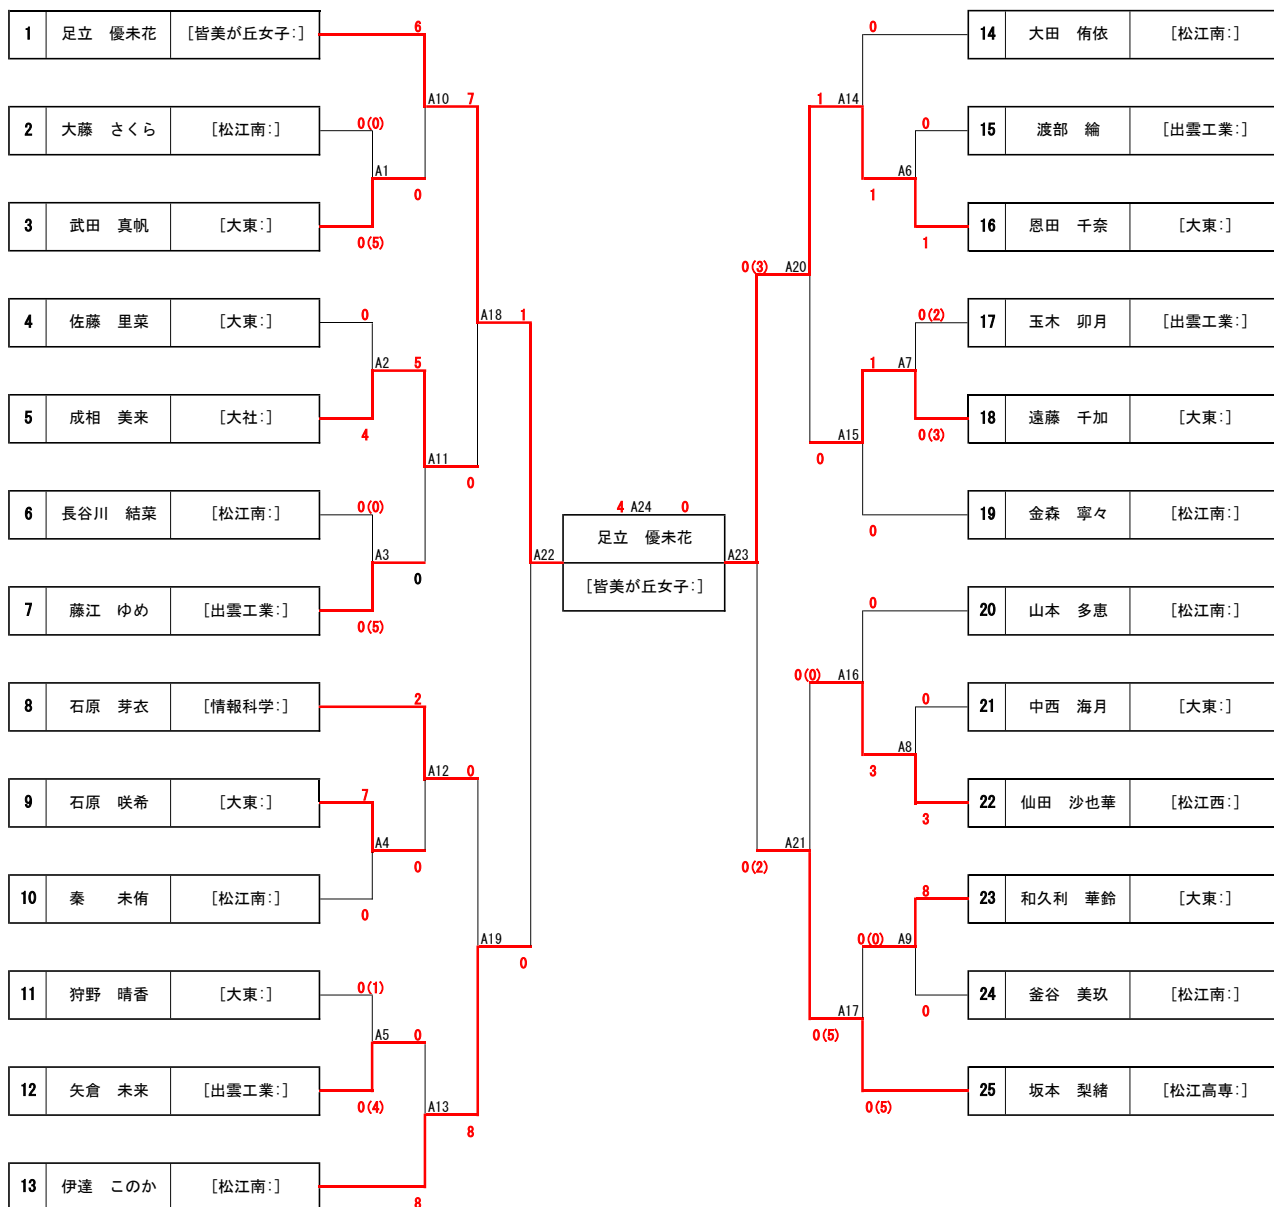 1 足立 優未花 [皆美が丘女子:] 6
A10 7
2 大藤 さくら [松江南:] 0(0)
A1 0
3 武田 真帆 [大東:] 0(5)
4 佐藤 里菜 [大東:] 0
A18 1
A2 5
5 成相 美来 [大社:] 4
A11 0
6 長谷川 結菜 [松江南:] 0(0)
A3 0
7 藤江 ゆめ [出雲工業:] 0(5)
A22
8 石原 芽衣 [情報科学:] 2
A12 0
9 石原 咲希 [大東:] 7
A4 0
10 秦 未侑 [松江南:] 0
A19 0
11 狩野 晴香 [大東:] 0(1)
A5 0
12 矢倉 未来 [出雲工業:] 0(4)
A13 8
13 伊達 このか [松江南:] 8
4 A24 0
足立 優未花
[皆美が丘女子:]
0 14 大田 侑依 [松江南:]
1 A14
0 15 渡部 綸 [出雲工業:]
A6
1
1 16 恩田 千奈 [大東:]
0(3) A20
0(2) 17 玉木 卯月 [出雲工業:]
1 A7
0(3) 18 遠藤 千加 [大東:]
A15
0
0 19 金森 寧々 [松江南:]
A23
0 20 山本 多恵 [松江南:]
0(0) A16
0 21 中西 海月 [大東:]
A8
3
3 22 仙田 沙也華 [松江西:]
A21
0(2)
8 23 和久利 華鈴 [大東:]
0(0) A9
0 24 釜谷 美玖 [松江南:]
A17
0(5)
0(5) 25 坂本 梨緒 [松江高専:]